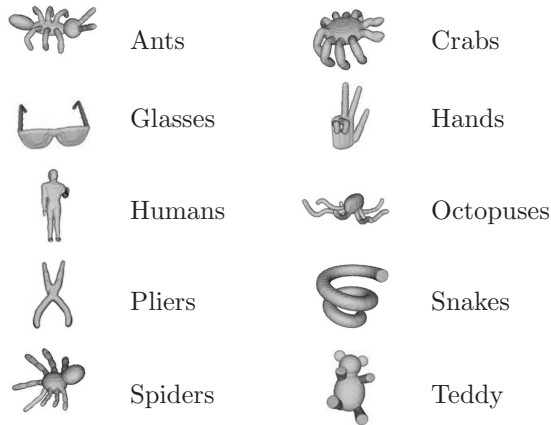 Ants
Crabs
Glasses
Hands
Humans
Octopuses
Pliers
Snakes
Spiders
Teddy